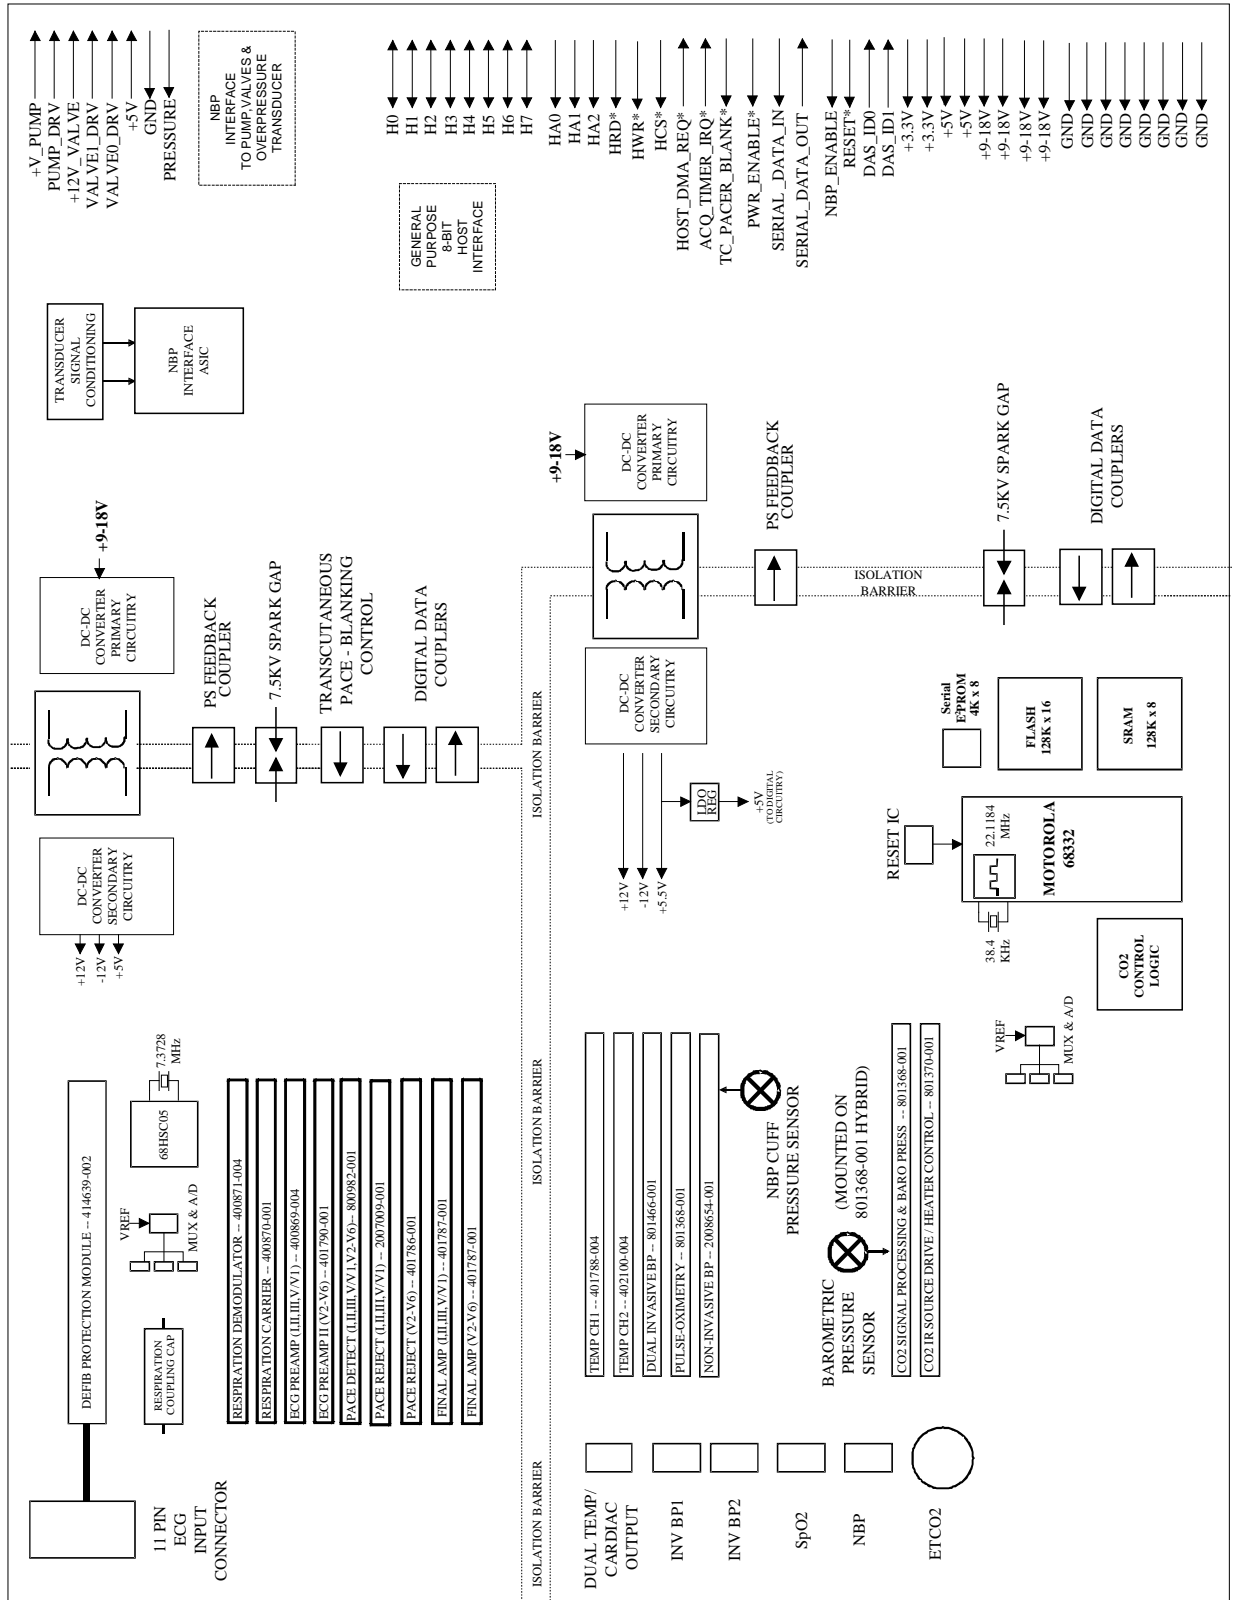 +V_PUMP
PUMP_DRV
+12V_VALVE
VALVE1_DRV
VALVE0_DRV
+5V
GND
PRESSURE
NBP
INTERFACE
TO PUMP,VALVES &
OVERPRESSURE
TRANSDUCER
GENERAL
PURPOSE
8-BIT
HOST
INTERFACE
H0
H1
H2
H3
H4
H5
H6
H7
HA0
HA1
HA2
HRD*
HWR*
HCS*
HOST_DMA_REQ*
ACQ_TIMER_IRQ*
TC_PACER_BLANK*
PWR_ENABLE*
SERIAL_DATA_IN
SERIAL_DATA_OUT
NBP_ENABLE
RESET*
DAS_ID0
DAS_ID1
+3.3V
+3.3V
+5V
+5V
+9-18V
+9-18V
+9-18V
+9-18V
GND
GND
GND
GND
GND
GND
GND
GND
TRANSDUCER
SIGNAL
CONDITIONING
NBP
INTERFACE
ASIC
+9-18V
DC-DC
CONVERTER
PRIMARY
CIRCUITRY
PS FEEDBACK
COUPLER
7.5KV SPARK GAP
DIGITAL DATA
COUPLERS
ISOLATION
BARRIER
+9-18V
DC-DC
CONVERTER
PRIMARY
CIRCUITRY
PS FEEDBACK
COUPLER
7.5KV SPARK GAP
TRANSCUTANEOUS
PACE - BLANKING
CONTROL
DIGITAL DATA
COUPLERS
ISOLATION BARRIER
DC-DC
CONVERTER
SECONDARY
CIRCUITRY
+12V
-12V
+5V
DC-DC
CONVERTER
SECONDARY
CIRCUITRY
+12V
-12V
+5.5V
LDO
REG
+5V
(TO DIGITAL
CIRCUITRY)
Serial
E²PROM
4K x 8
FLASH
128K x 16
SRAM
128K x 8
RESET IC
22.1184
MHz
MOTOROLA
68332
38.4
KHz
CO2
CONTROL
LOGIC
VREF
MUX & A/D
DEFIB PROTECTION MODULE -- 414639-002
VREF
MUX & A/D
68HSC05
7.3728
MHz
RESPIRATION
COUPLING CAP
RESPIRATION DEMODULATOR -- 400871-004
RESPIRATION CARRIER -- 400870-001
ECG PREAMP (I,II,III,V/V1) -- 400869-004
ECG PREAMP II (V2-V6) -- 401790-001
PACE DETECT (I,II,III,V/V1,V2-V6)-- 800982-001
PACE REJECT (I,II,III,V/V1) -- 2007009-001
PACE REJECT (V2-V6) -- 401786-001
FINAL AMP (I,II,III,V/V1) -- 401787-001
FINAL AMP (V2-V6) -- 401787-001
ISOLATION BARRIER
TEMP CH1 -- 401788-004
TEMP CH2 -- 402100-004
DUAL INVASIVE BP -- 801466-001
PULSE-OXIMETRY -- 801368-001
NON-INVASIVE BP -- 2008654-001
NBP CUFF
PRESSURE SENSOR
BAROMETRIC
PRESSURE
SENSOR
(MOUNTED ON
801368-001 HYBRID)
CO2 SIGNAL PROCESSING & BARO PRESS -- 801368-001
CO2 IR SOURCE DRIVE / HEATER CONTROL -- 801370-001
11 PIN
ECG
INPUT
CONNECTOR
ISOLATION BARRIER
DUAL TEMP/
CARDIAC
OUTPUT
INV BP1
INV BP2
SpO2
NBP
ETCO2